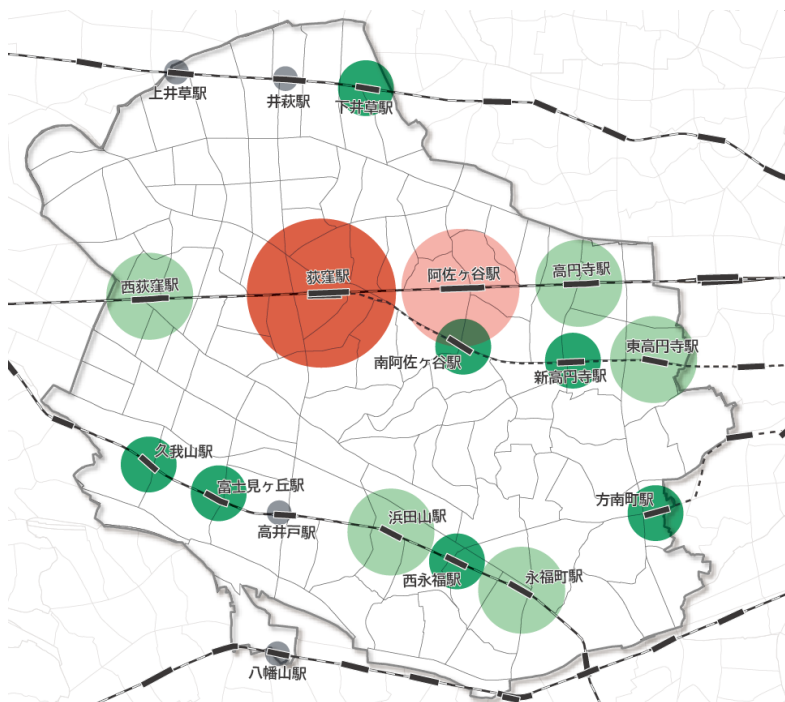 上井草駅
井荻駅
下井草駅
西荻窪駅
荻窪駅
阿佐ヶ谷駅
高円寺駅
南阿佐ヶ谷駅
新高円寺駅
東高円寺駅
久我山駅
富士見ヶ丘駅
高井戸駅
浜田山駅
西永福駅
永福町駅
方南町駅
八幡山駅